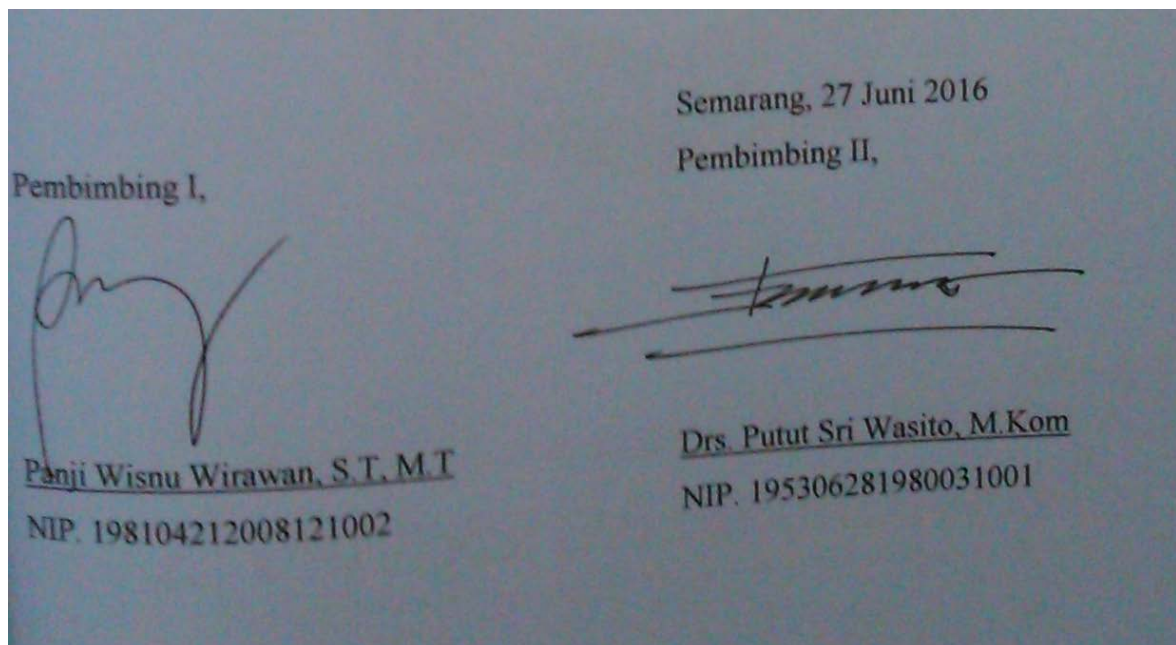 Semarang, 27 Juni 2016
Pembimbing I,
Pembimbing II,
Panji Wisnu Wirawan, S.T, M.T
NIP. 198104212008121002
Drs. Putut Sri Wasito, M.Kom
NIP. 195306281980031001